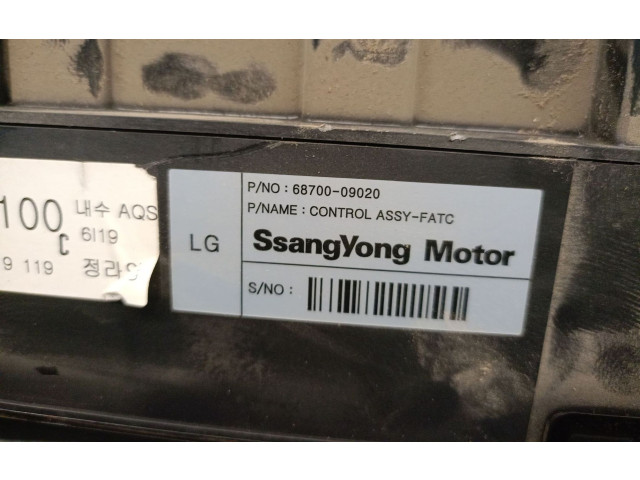 100
내수 AQS
C
6I19
9 119
정라
P/NO : 68700-09020
P/NAME : CONTROL ASSY-FATC
LG
SsangYong Motor
S/NO :